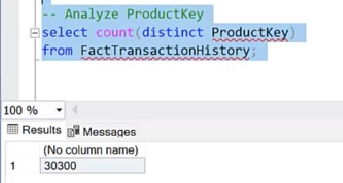 -- Analyze ProductKey
select count(distinct ProductKey)
from FactTransactionHistory;
100 %
Results Messages
(No column name)
1 30300